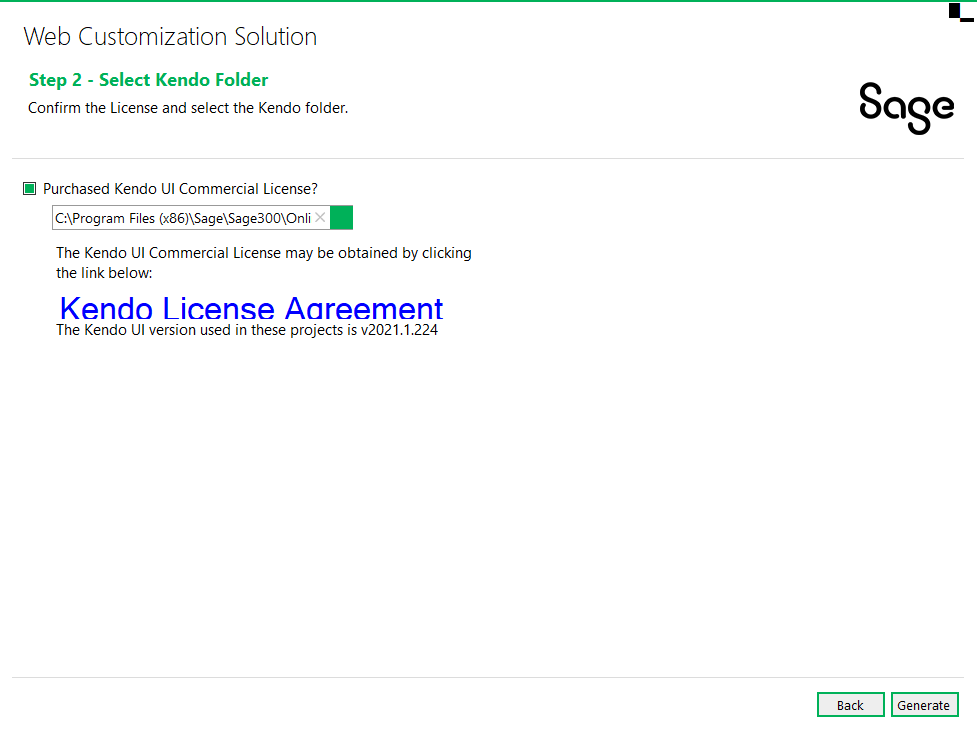 Web Customization Solution
Step 2 - Select Kendo Folder
Confirm the License and select the Kendo folder.
Sage
Purchased Kendo UI Commercial License?
C:\Program Files (x86)\Sage\Sage300\Onli
The Kendo UI Commercial License may be obtained by clicking
the link below:
Kendo License Agreement
The Kendo UI version used in these projects is v2021.1.224
Back
Generate